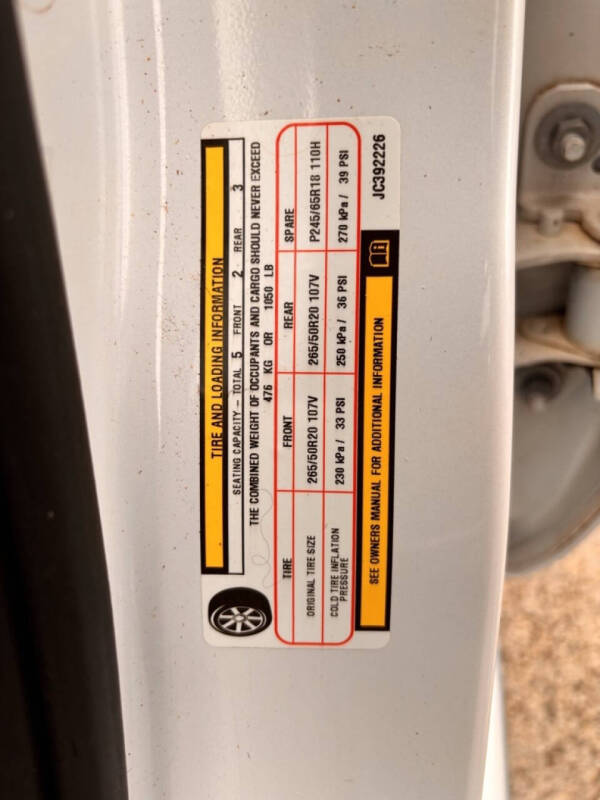 TIRE AND LOADING INFORMATION
SEATING CAPACITY – TOTAL 5 FRONT 2 REAR 3
THE COMBINED WEIGHT OF OCCUPANTS AND CARGO SHOULD NEVER EXCEED
476 KG OR 1050 LB
TIRE FRONT REAR SPARE
ORIGINAL TIRE SIZE 265/50R20 107V 265/50R20 107V P245/65R18 110H
COLD TIRE INFLATION PRESSURE 230 kPa / 33 PSI 250 kPa / 36 PSI 270 kPa / 39 PSI
SEE OWNERS MANUAL FOR ADDITIONAL INFORMATION
JC392226